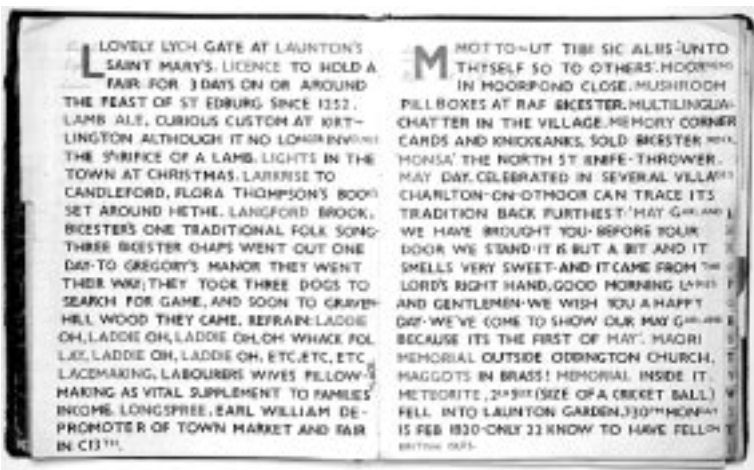 LOVELY LYCH GATE AT LAUNTON'S
SAINT MARY'S. LICENCE TO HOLD A
FAIR FOR 3 DAYS ON OR AROUND
THE FEAST OF ST EDBURG SINCE 1252.
LAMB ALE, CURIOUS CUSTOM AT KIRT-
LINGTON ALTHOUGH IT NO LONGER INVOLVES
THE SACRIFICE OF A LAMB. LIGHTS IN THE
TOWN AT CHRISTMAS. LARKRISE TO
CANDLEFORD, FLORA THOMPSON'S BOOKS
SET AROUND HETHE. LANGFORD BROOK.
BICESTER'S ONE TRADITIONAL FOLK SONG-
THREE BICESTER CHAPS WENT OUT ONE
DAY-TO GREGORY'S MANOR THEY WENT
THEIR WAY; THEY TOOK THREE DOGS TO
SEARCH FOR GAME, AND SOON TO GRAVEN-
HILL WOOD THEY CAME. REFRAIN: LADDIE
OH, LADDIE OH, LADDIE OH, OH WHACK FOL
LAY, LADDIE OH, LADDIE OH. ETC, ETC, ETC
LACEMAKING, LABOURERS WIVES PILLOW-
MAKING AS VITAL SUPPLEMENT TO FAMILIES
INCOME. LONGSPREE, EARL WILLIAM DE-
PROMOTER OF TOWN MARKET AND FAIR
IN C13TH.
M MOTTO-UT TIBI SIC ALIIS-'UNTO
THYSELF SO TO OTHERS'. MOORHENS
IN MOORPOND CLOSE. MUSHROOM
PILL BOXES AT RAF BICESTER. MULTILINGUAL
CHATTER IN THE VILLAGE. MEMORY CORNER
CARDS AND KNICKKNACKS, SOLD BICESTER ROCK.
'MONSA' THE NORTH ST KNIFE-THROWER.
MAY DAY. CELEBRATED IN SEVERAL VILLAGES
CHARLTON-ON-OTMOOR CAN TRACE ITS
TRADITION BACK FURTHEST-'MAY GARLAND
WE HAVE BROUGHT YOU-BEFORE YOUR
DOOR WE STAND-IT IS BUT A BIT AND IT
SMELLS VERY SWEET-AND IT CAME FROM THE
LORD'S RIGHT HAND. GOOD MORNING LADIES
AND GENTLEMEN-WE WISH YOU A HAPPY
DAY-WE'VE COME TO SHOW OUR MAY GARLAND
BECAUSE ITS THE FIRST OF MAY'. MAORI
MEMORIAL OUTSIDE ODDINGTON CHURCH.
MAGGOTS IN BRASS! MEMORIAL INSIDE IT.
METEORITE, (SIZE OF A CRICKET BALL)
FELL INTO LAUNTON GARDEN, 7.30 MONDAY
15 FEB 1830-ONLY 22 KNOW TO HAVE FELL ON
BRITISH ISLES.